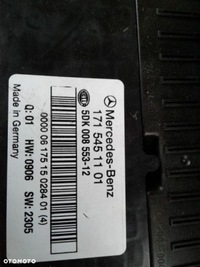 Mercedes-Benz
171 545 11 01
5DK 008 553-12
0000 06 175 15 0284 01 (4)
Q: 01 HW: 0906 SW: 2305
Made in Germany
OTOMOTO